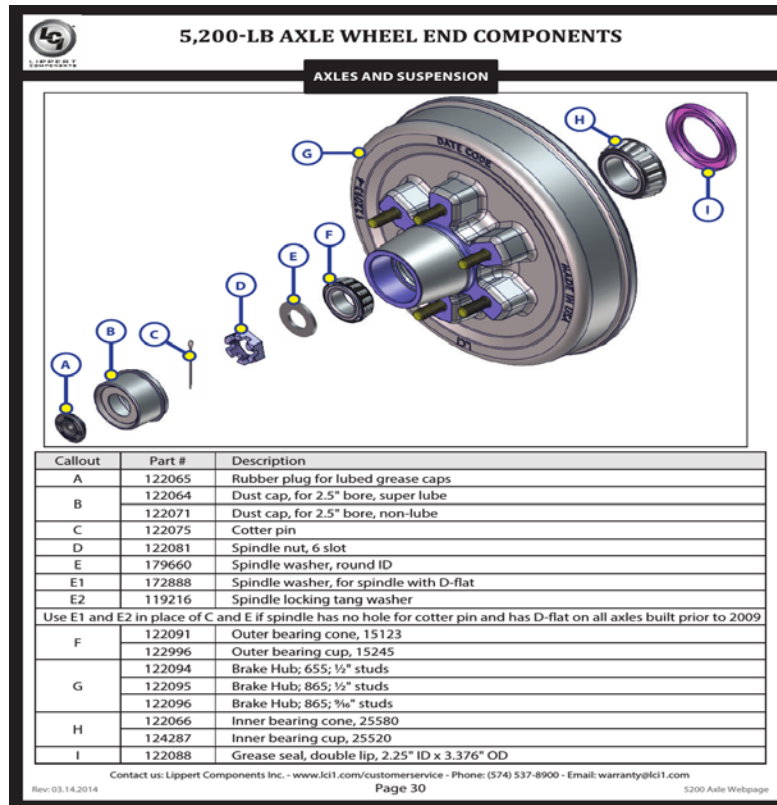 LCI
LIPPERT
COMPONENTS
5,200-LB AXLE WHEEL END COMPONENTS
AXLES AND SUSPENSION
G
H
I
DATE CODE
122093-4
MADE IN USA
LCI
F
E
D
C
B
A
Callout Part # Description
A 122065 Rubber plug for lubed grease caps
B 122064 Dust cap, for 2.5" bore, super lube
122071 Dust cap, for 2.5" bore, non-lube
C 122075 Cotter pin
D 122081 Spindle nut, 6 slot
E 179660 Spindle washer, round ID
E1 172888 Spindle washer, for spindle with D-flat
E2 119216 Spindle locking tang washer
Use E1 and E2 in place of C and E if spindle has no hole for cotter pin and has D-flat on all axles built prior to 2009
F 122091 Outer bearing cone, 15123
122996 Outer bearing cup, 15245
G 122094 Brake Hub; 655; ½" studs
122095 Brake Hub; 865; ½" studs
122096 Brake Hub; 865; 9⁄16" studs
H 122066 Inner bearing cone, 25580
124287 Inner bearing cup, 25520
I 122088 Grease seal, double lip, 2.25" ID x 3.376" OD
Contact us: Lippert Components Inc. - www.lci1.com/customerservice - Phone: (574) 537-8900 - Email: warranty@lci1.com
Rev: 03.14.2014 Page 30 5200 Axle Webpage